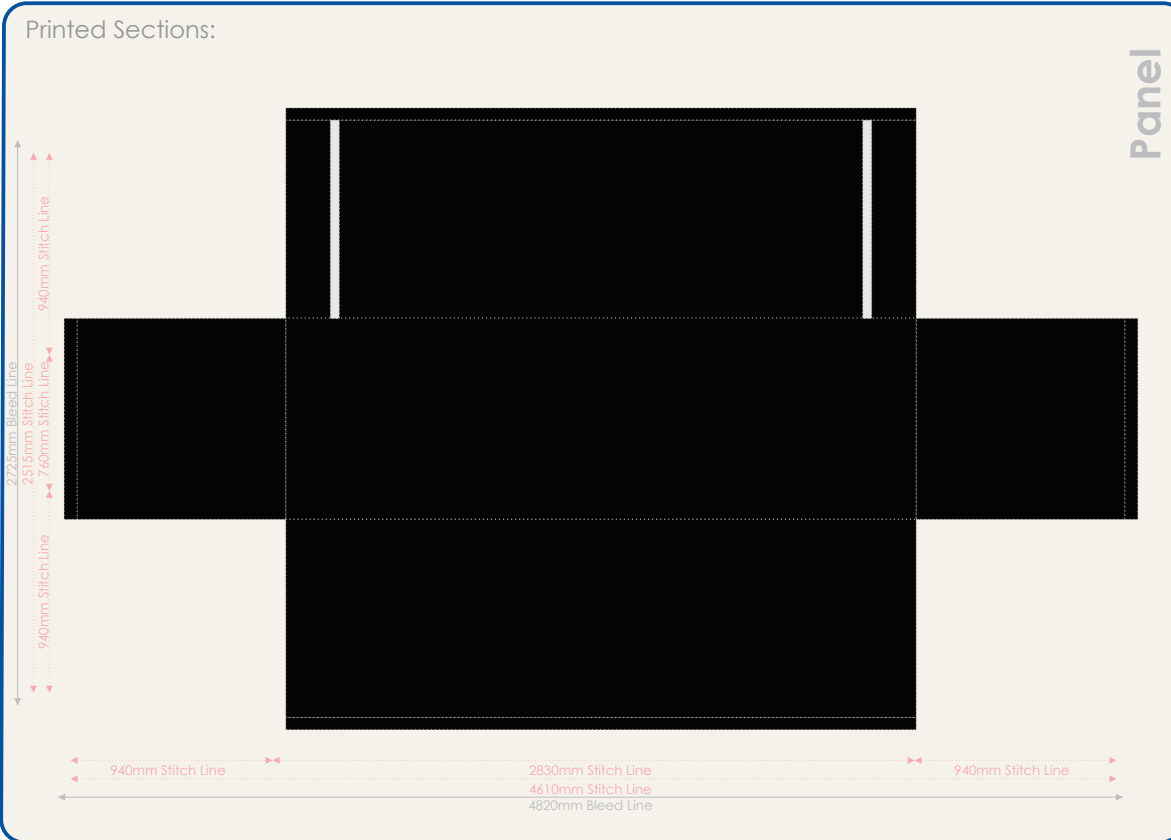 Printed Sections:
Panel
2725mm Bleed Line
2515mm Stitch Line
940mm Stitch Line
760mm Stitch Line
940mm Stitch Line
940mm Stitch Line
2830mm Stitch Line
940mm Stitch Line
4610mm Stitch Line
4820mm Bleed Line